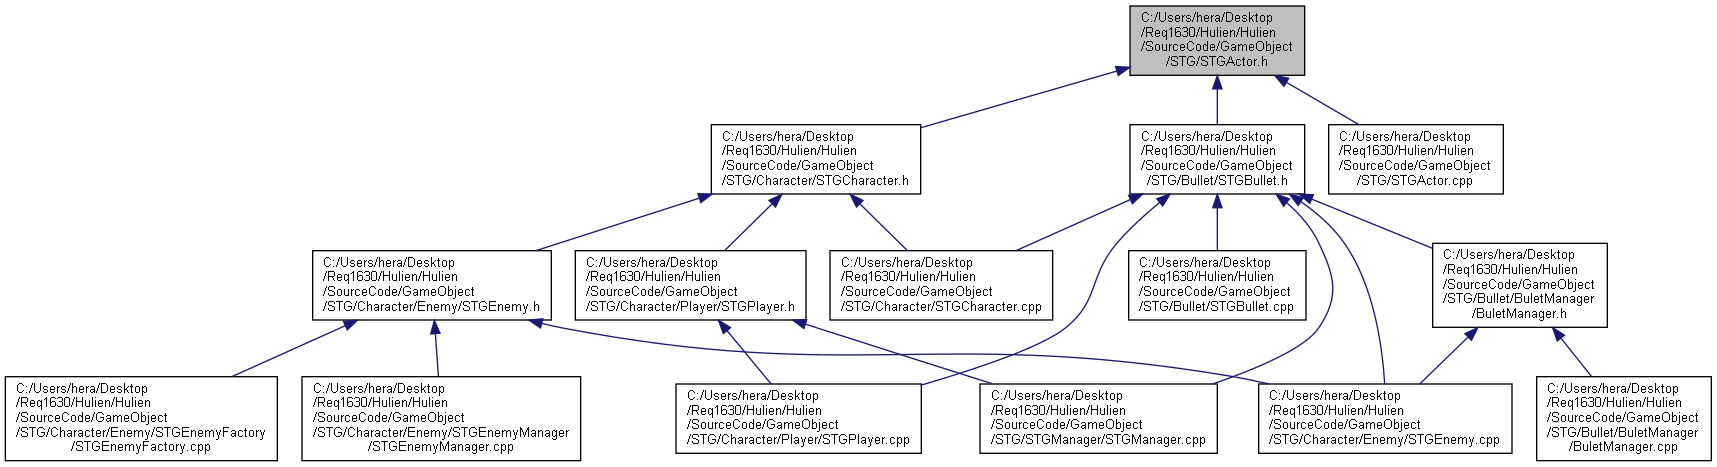 C:/Users/hera/Desktop
/Req1630/Hulien/Hulien
/SourceCode/GameObject
/STG/STGActor.h
C:/Users/hera/Desktop
/Req1630/Hulien/Hulien
/SourceCode/GameObject
/STG/Character/STGCharacter.h
C:/Users/hera/Desktop
/Req1630/Hulien/Hulien
/SourceCode/GameObject
/STG/Bullet/STGBullet.h
C:/Users/hera/Desktop
/Req1630/Hulien/Hulien
/SourceCode/GameObject
/STG/STGActor.cpp
C:/Users/hera/Desktop
/Req1630/Hulien/Hulien
/SourceCode/GameObject
/STG/Character/Enemy/STGEnemy.h
C:/Users/hera/Desktop
/Req1630/Hulien/Hulien
/SourceCode/GameObject
/STG/Character/Player/STGPlayer.h
C:/Users/hera/Desktop
/Req1630/Hulien/Hulien
/SourceCode/GameObject
/STG/Character/STGCharacter.cpp
C:/Users/hera/Desktop
/Req1630/Hulien/Hulien
/SourceCode/GameObject
/STG/Bullet/STGBullet.cpp
C:/Users/hera/Desktop
/Req1630/Hulien/Hulien
/SourceCode/GameObject
/STG/Bullet/BuletManager
/BuletManager.h
C:/Users/hera/Desktop
/Req1630/Hulien/Hulien
/SourceCode/GameObject
/STG/Character/Enemy/STGEnemyFactory
/STGEnemyFactory.cpp
C:/Users/hera/Desktop
/Req1630/Hulien/Hulien
/SourceCode/GameObject
/STG/Character/Enemy/STGEnemyManager
/STGEnemyManager.cpp
C:/Users/hera/Desktop
/Req1630/Hulien/Hulien
/SourceCode/GameObject
/STG/Character/Player/STGPlayer.cpp
C:/Users/hera/Desktop
/Req1630/Hulien/Hulien
/SourceCode/GameObject
/STG/STGManager/STGManager.cpp
C:/Users/hera/Desktop
/Req1630/Hulien/Hulien
/SourceCode/GameObject
/STG/Character/Enemy/STGEnemy.cpp
C:/Users/hera/Desktop
/Req1630/Hulien/Hulien
/SourceCode/GameObject
/STG/Bullet/BuletManager
/BuletManager.cpp